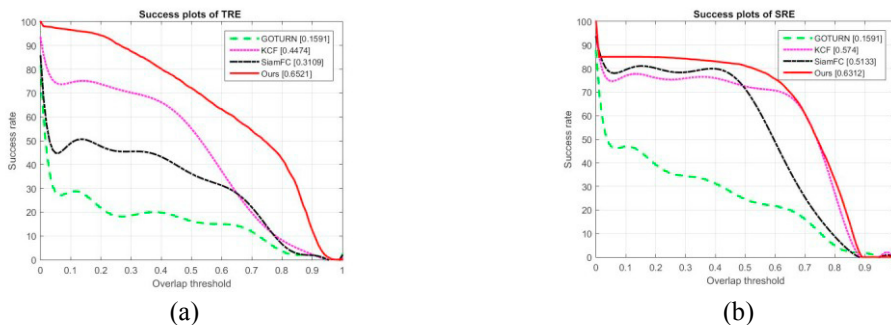 Success plots of TRE
100
90
80
70
60
50
40
30
20
10
0
Success rate
GOTURN [0.1591]
KCF [0.4474]
SiamFC [0.3109]
Ours [0.6521]
0 0.1 0.2 0.3 0.4 0.5 0.6 0.7 0.8 0.9 1
Overlap threshold
(a)
Success plots of SRE
100
90
80
70
60
50
40
30
20
10
0
Success rate
GOTURN [0.1591]
KCF [0.574]
SiamFC [0.5133]
Ours [0.6312]
0 0.1 0.2 0.3 0.4 0.5 0.6 0.7 0.8 0.9
Overlap threshold
(b)